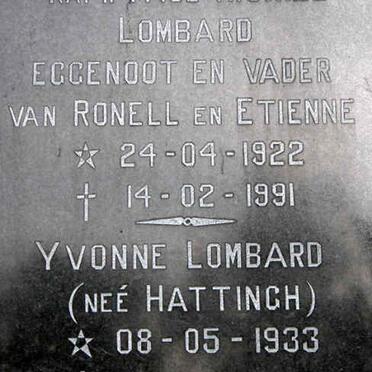 LOMBARD
EGGENOOT EN VADER
VAN RONELL EN ETIENNE
☆ 24-04-1922
† 14-02-1991
YVONNE LOMBARD
(NEÉ HATTINGH)
☆ 08-05-1933